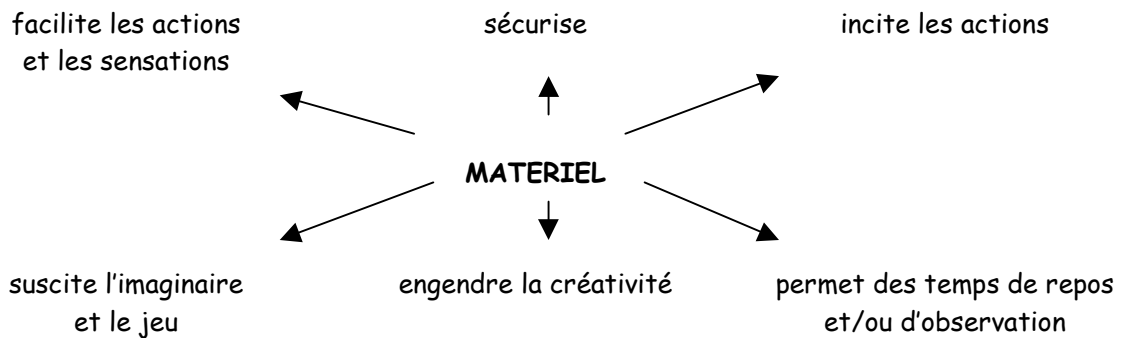 facilite les actions
et les sensations
sécurise
incite les actions
MATERIEL
suscite l'imaginaire
et le jeu
engendre la créativité
permet des temps de repos
et/ou d'observation